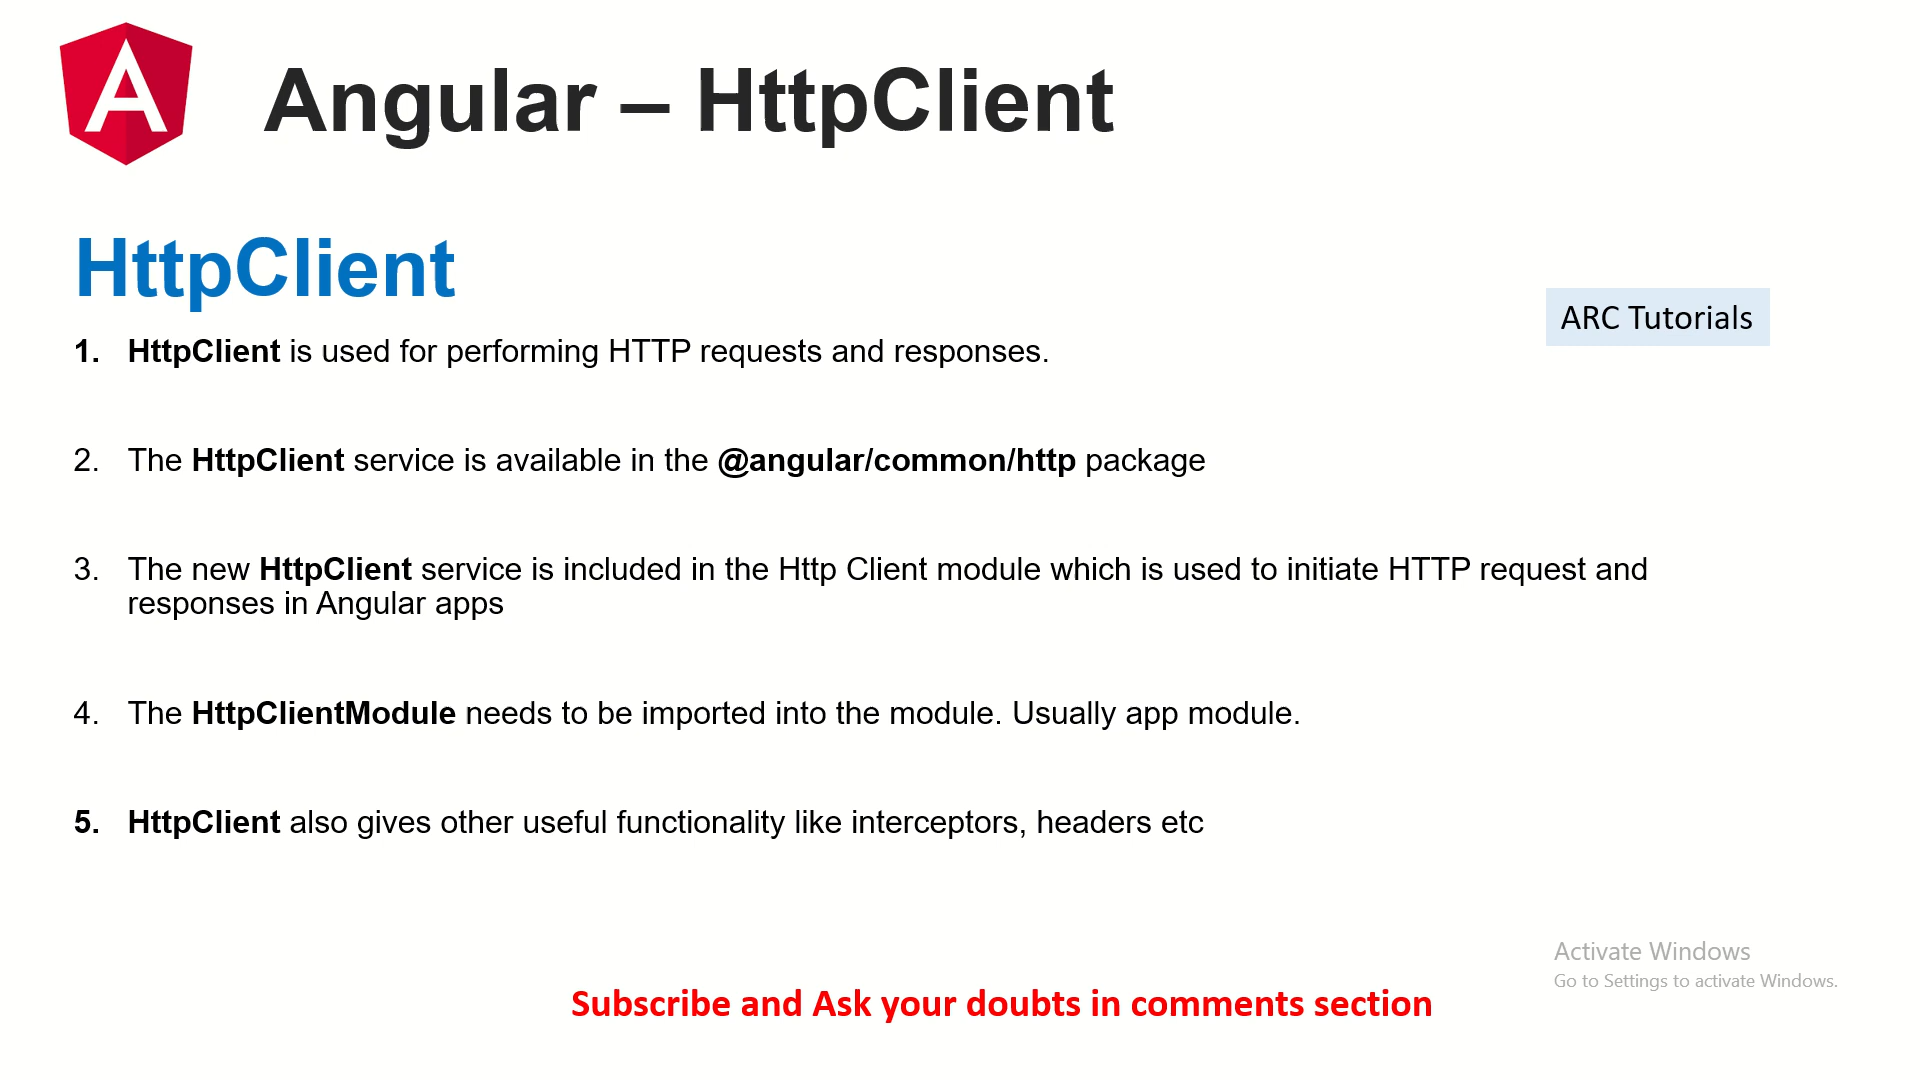 Angular – HttpClient
HttpClient
ARC Tutorials
1. HttpClient is used for performing HTTP requests and responses.
2. The HttpClient service is available in the @angular/common/http package
3. The new HttpClient service is included in the Http Client module which is used to initiate HTTP request and
responses in Angular apps
4. The HttpClientModule needs to be imported into the module. Usually app module.
5. HttpClient also gives other useful functionality like interceptors, headers etc
Activate Windows
Go to Settings to activate Windows.
Subscribe and Ask your doubts in comments section